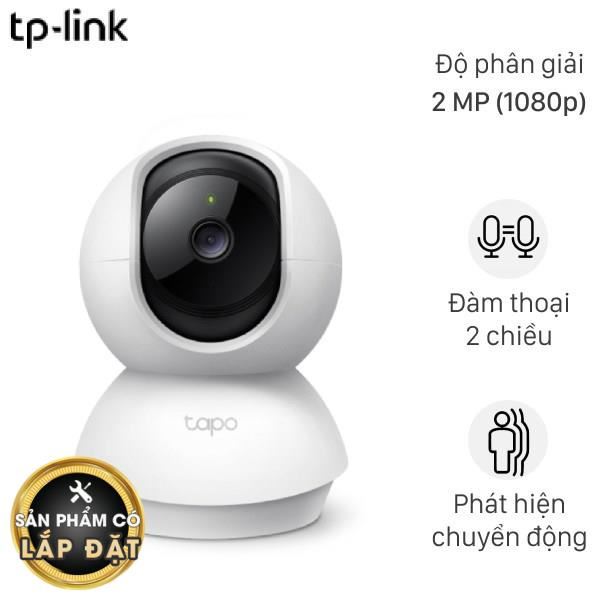 tp-link
Độ phân giải
2 MP (1080p)
Đàm thoại
2 chiều
tapo
Phát hiện
chuyển động
SẢN PHẨM CÓ
LẮP ĐẶT